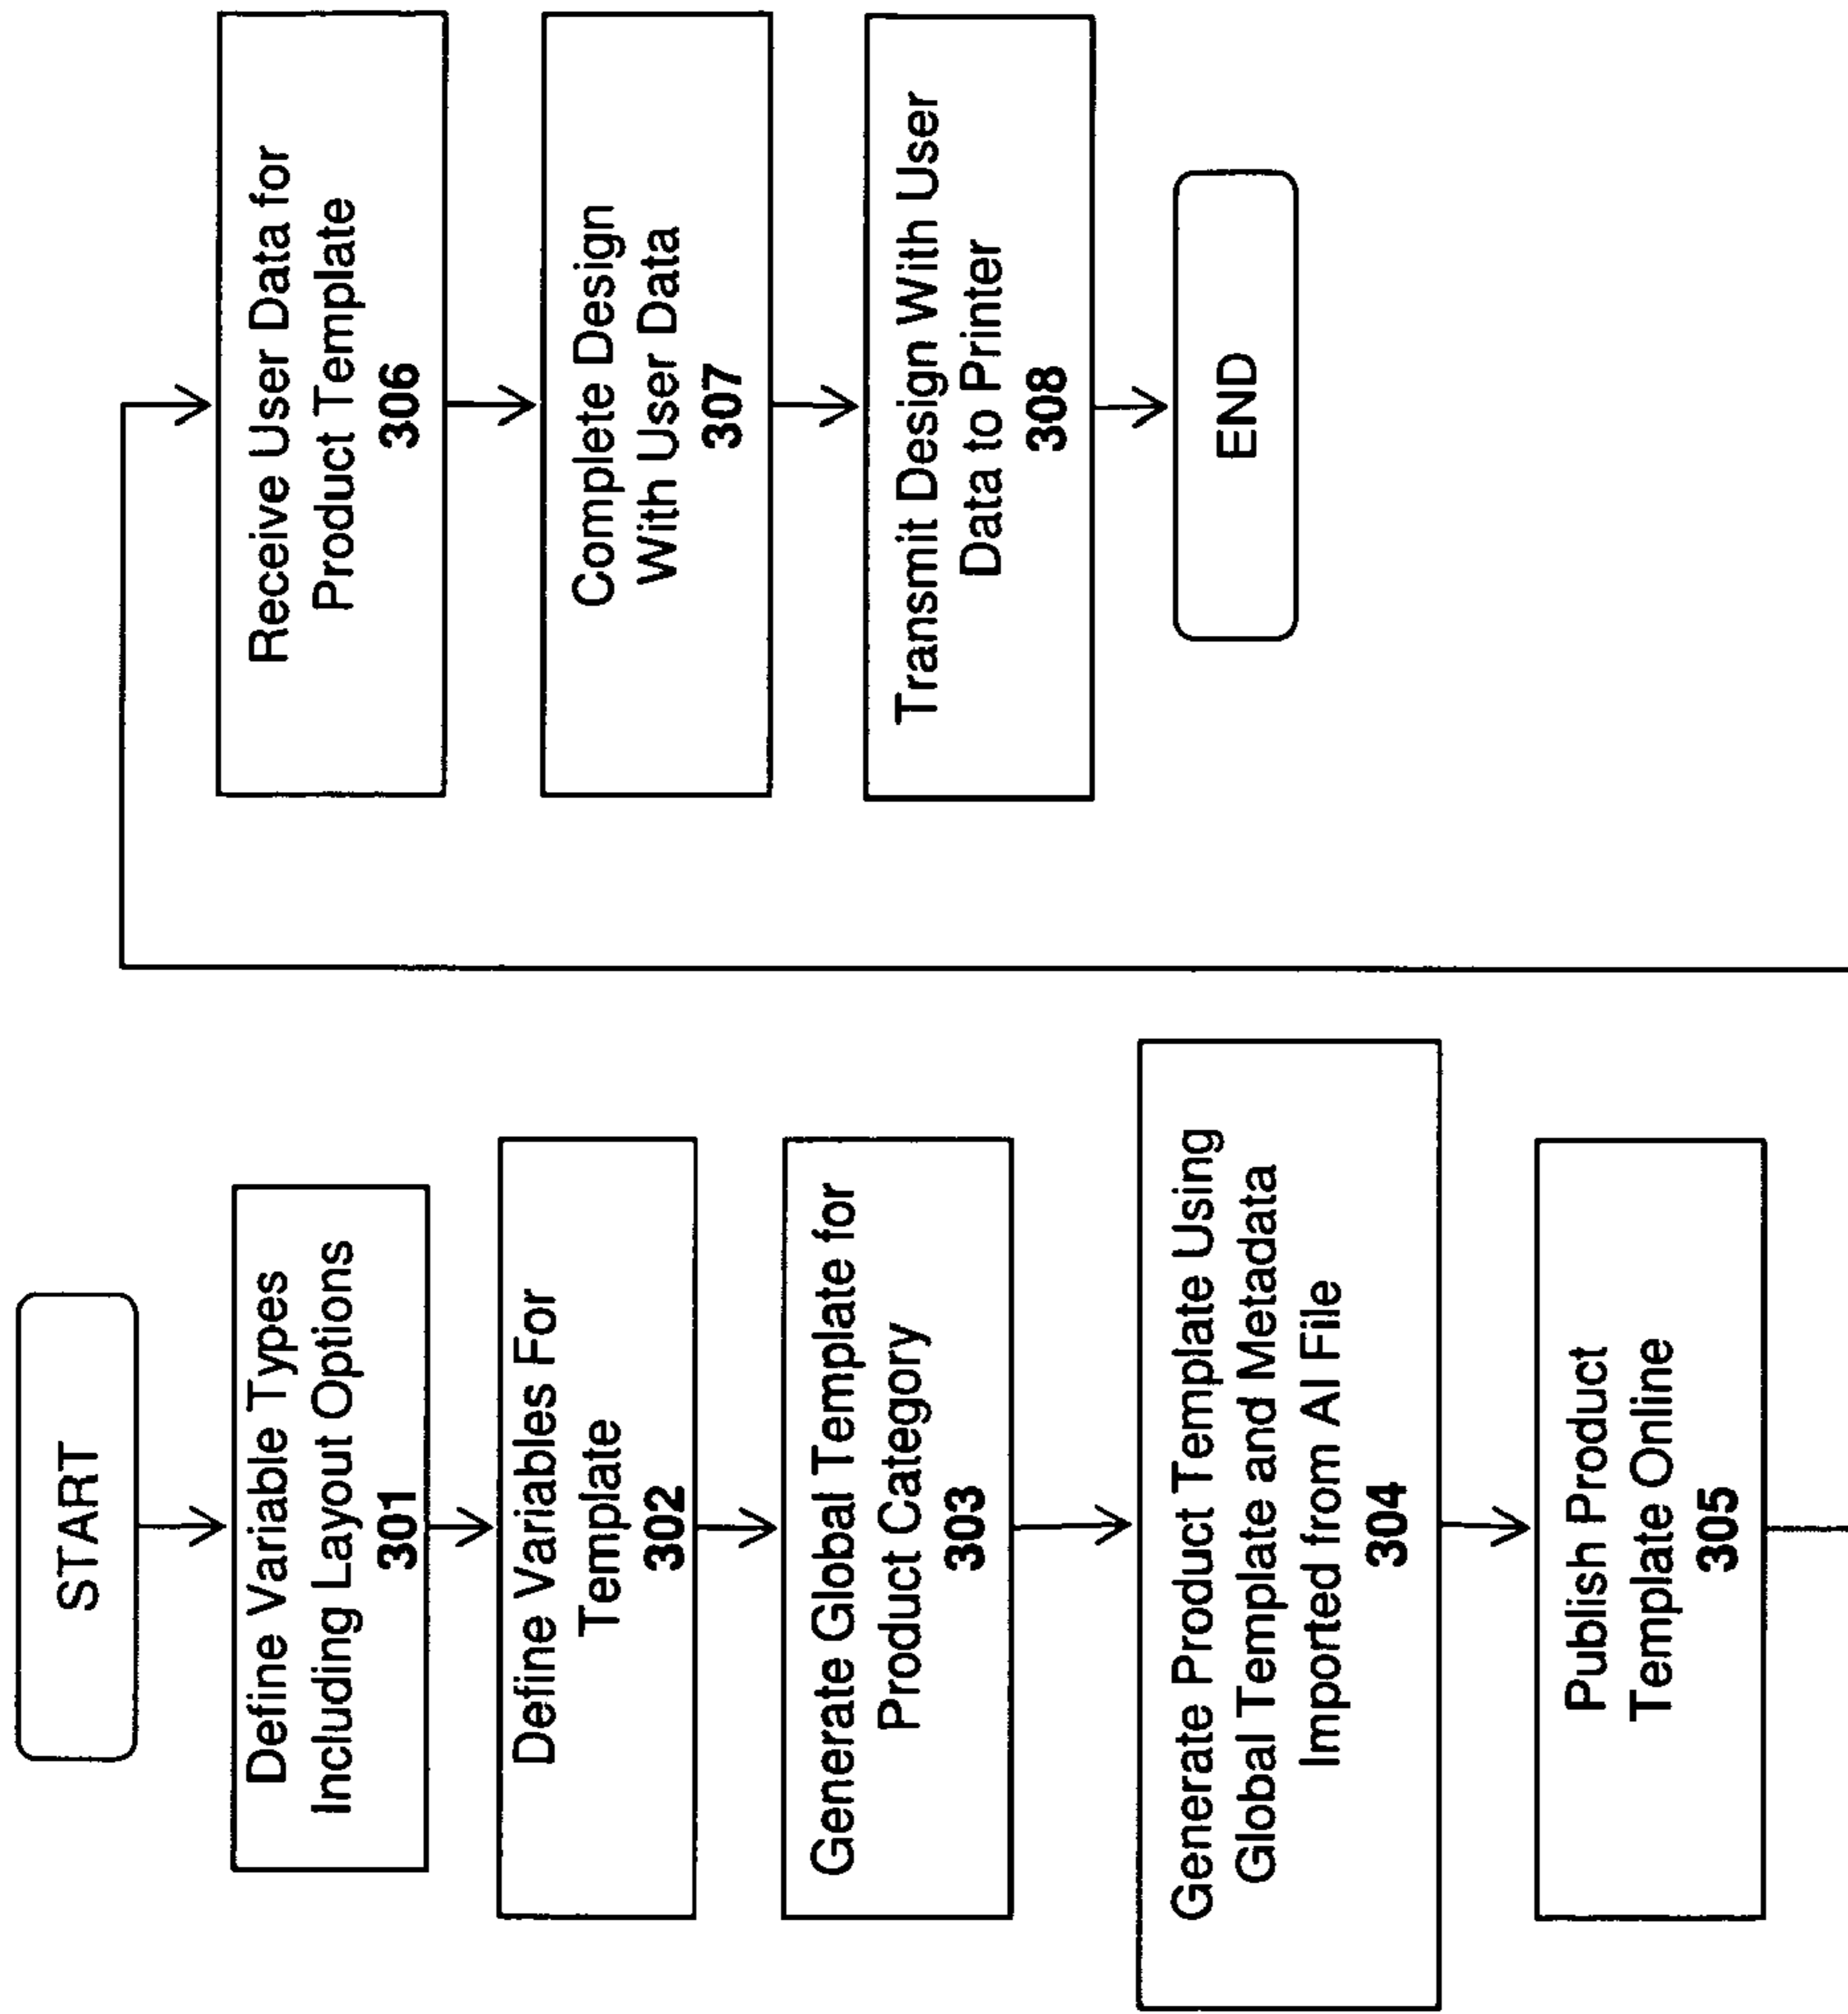 START
Define Variable Types
Including Layout Options
301
Define Variables For
Template
302
Generate Global Template for
Product Category
303
Generate Product Template Using
Global Template and Metadata
Imported from AI File
304
Publish Product
Template Online
305
Receive User Data for
Product Template
306
Complete Design
With User Data
307
Transmit Design With User
Data to Printer
308
END